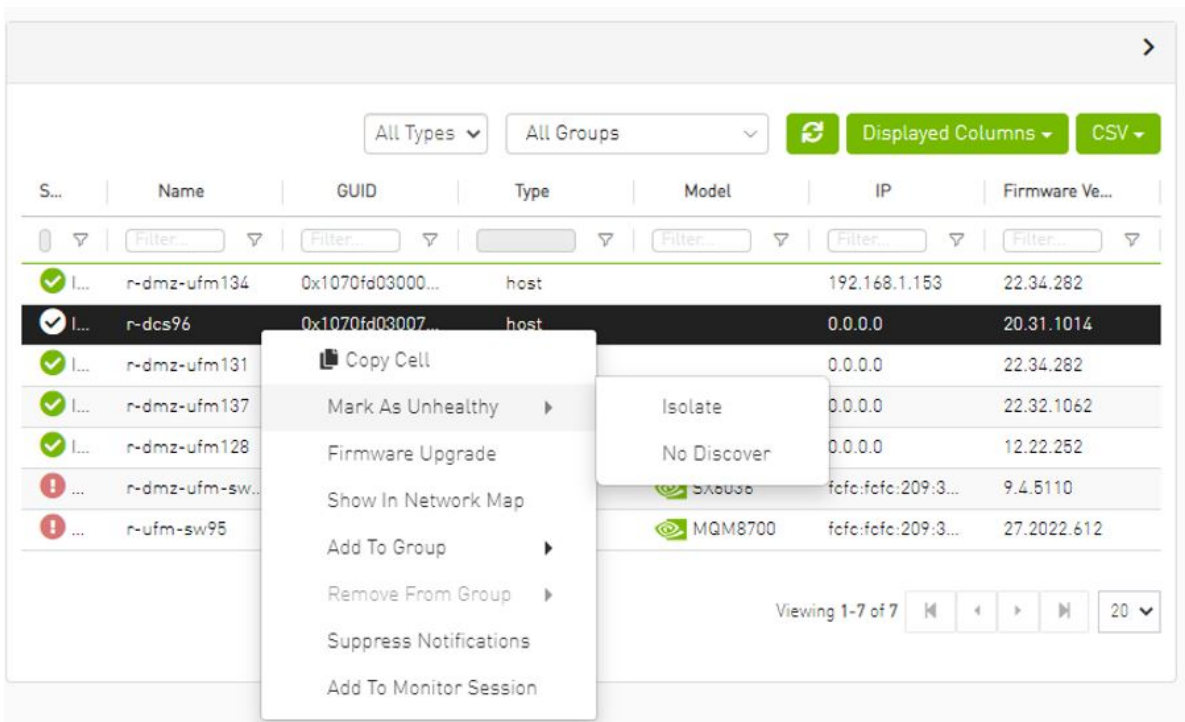 All Types All Groups Displayed Columns CSV
S... Name GUID Type Model IP Firmware Ve...
Filter... Filter... Filter... Filter... Filter...
I... r-dmz-ufm134 0x1070fd03000... host 192.168.1.153 22.34.282
I... r-dcs96 0x1070fd03007... host 0.0.0.0 20.31.1014
I... r-dmz-ufm131 0.0.0.0 22.34.282
I... r-dmz-ufm137 0.0.0.0 22.32.1062
I... r-dmz-ufm128 0.0.0.0 12.22.252
... r-dmz-ufm-sw... SX6036 fcfc:fcfc:209:3... 9.4.5110
... r-ufm-sw95 MQM8700 fcfc:fcfc:209:3... 27.2022.612
Copy Cell
Mark As Unhealthy
Isolate
No Discover
Firmware Upgrade
Show In Network Map
Add To Group
Remove From Group
Suppress Notifications
Add To Monitor Session
Viewing 1-7 of 7 20